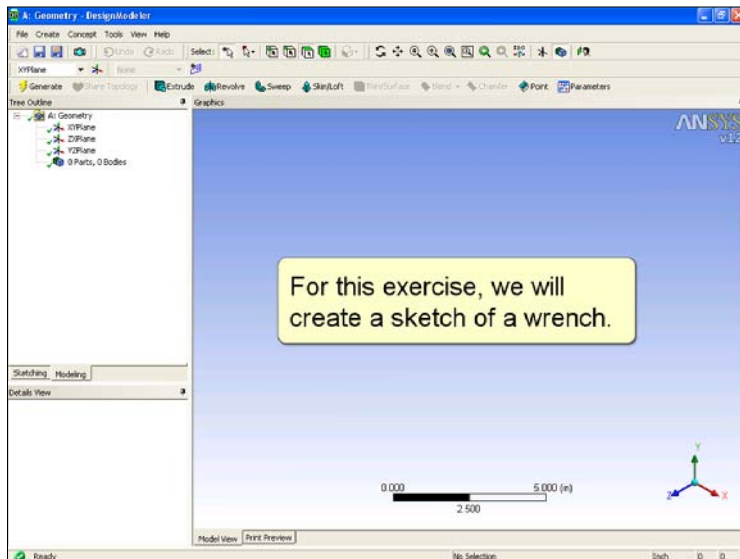 A: Geometry - DesignModeler
File Create Concept Tools View Help
Undo Redo Select:
XYPlane None
Generate Share Topology Extrude Revolve Sweep Skin/Loft Thin/Surface Blend Chamfer Point Parameters
Tree Outline Graphics
A: Geometry
XYPlane
ZXPlane
YZPlane
0 Parts, 0 Bodies
ANSYS
v12
For this exercise, we will
create a sketch of a wrench.
Sketching Modeling
Details View
Y
0.000 5.000 (in)
2.500
Z X
Model View Print Preview
Ready No Selection Inch 0 0